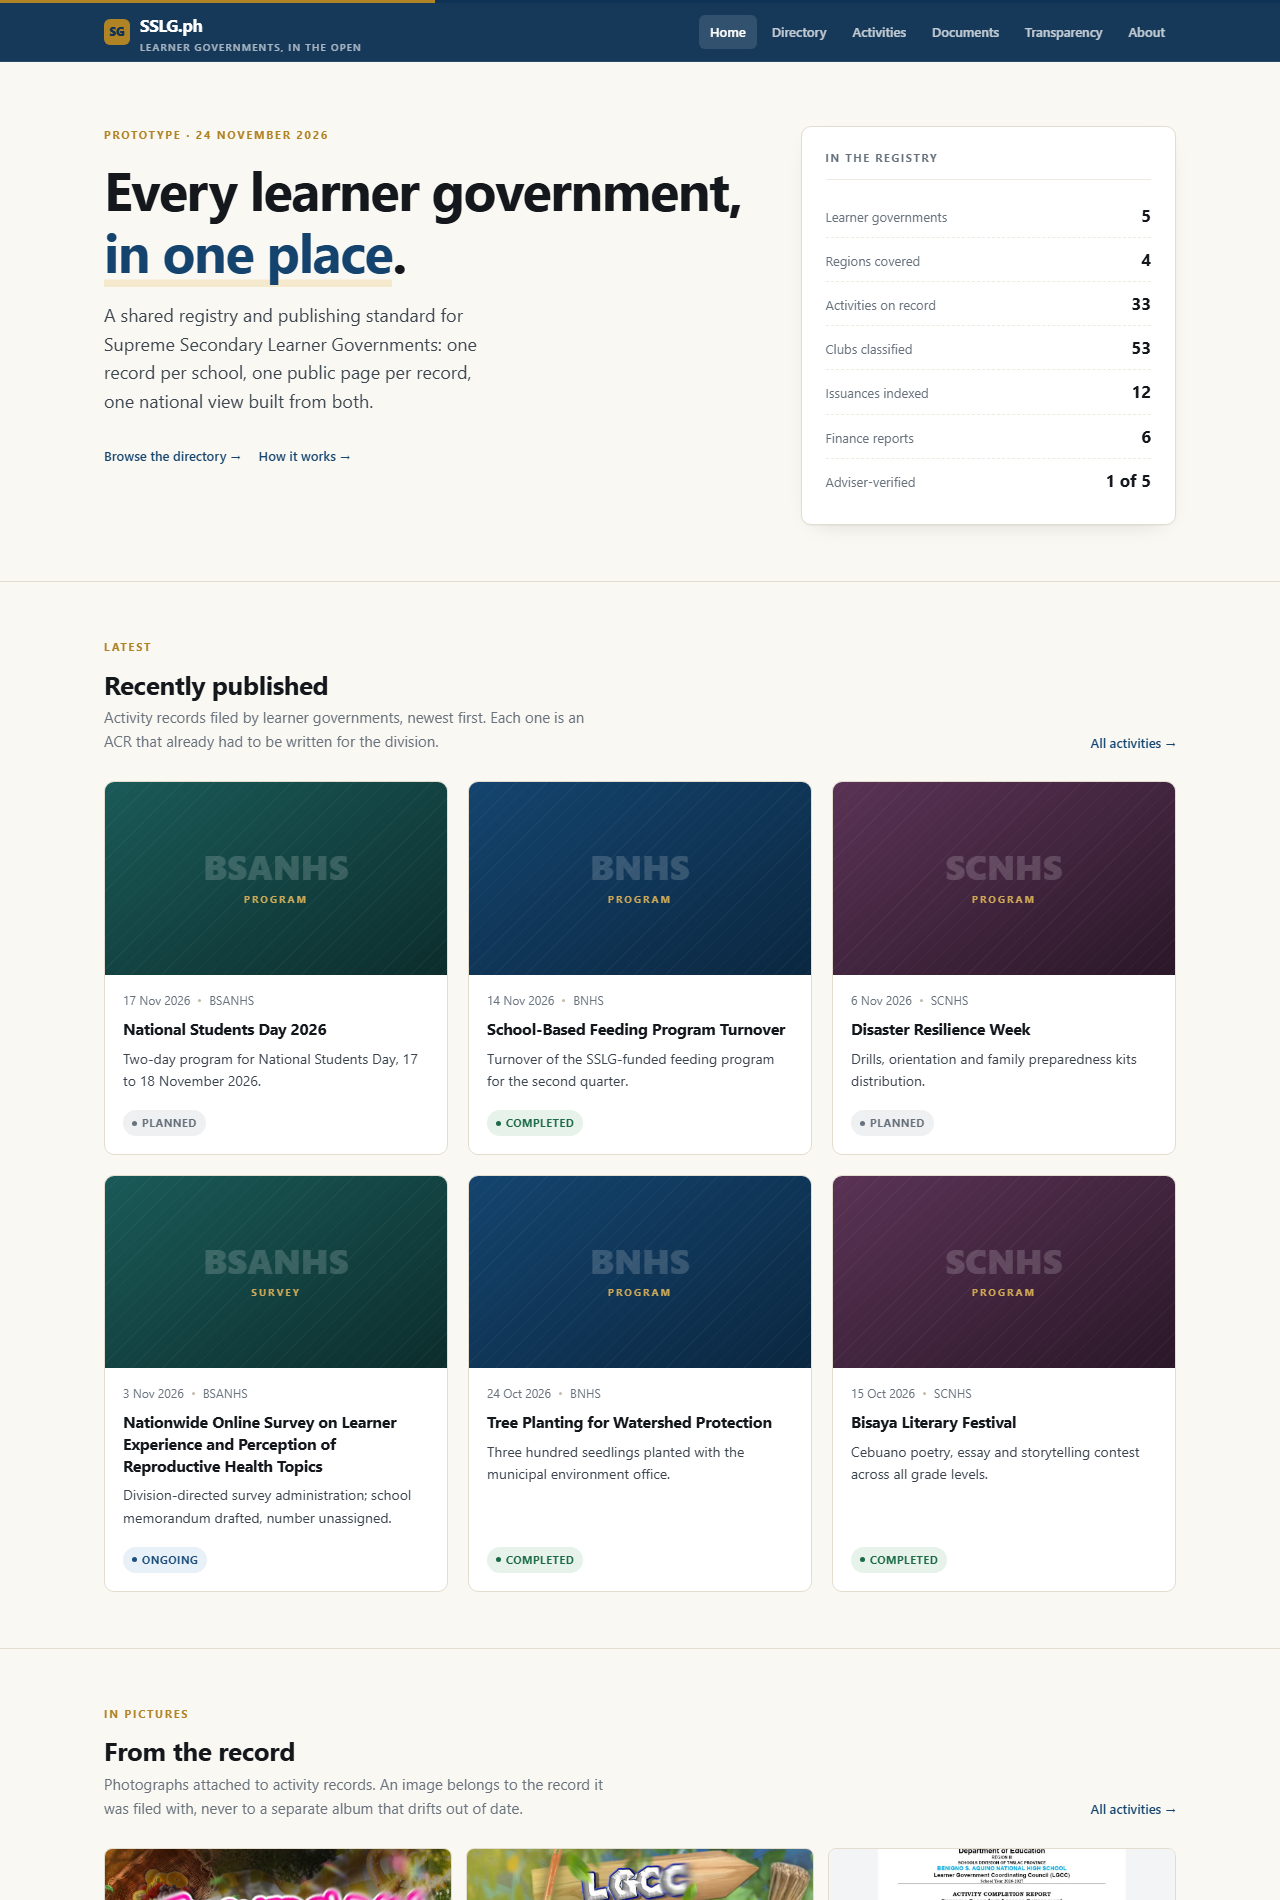 SG
SSLG.ph
LEARNER GOVERNMENTS, IN THE OPEN
Home
Directory
Activities
Documents
Transparency
About
PROTOTYPE · 24 NOVEMBER 2026
Every learner government,
in one place.
A shared registry and publishing standard for
Supreme Secondary Learner Governments: one
record per school, one public page per record,
one national view built from both.
Browse the directory →
How it works →
IN THE REGISTRY
Learner governments 5
Regions covered 4
Activities on record 33
Clubs classified 53
Issuances indexed 12
Finance reports 6
Adviser-verified 1 of 5
LATEST
Recently published
Activity records filed by learner governments, newest first. Each one is an
ACR that already had to be written for the division.
All activities →
BSANHS
PROGRAM
17 Nov 2026 • BSANHS
National Students Day 2026
Two-day program for National Students Day, 17
to 18 November 2026.
PLANNED
BNHS
PROGRAM
14 Nov 2026 • BNHS
School-Based Feeding Program Turnover
Turnover of the SSLG-funded feeding program
for the second quarter.
COMPLETED
SCNHS
PROGRAM
6 Nov 2026 • SCNHS
Disaster Resilience Week
Drills, orientation and family preparedness kits
distribution.
PLANNED
BSANHS
SURVEY
3 Nov 2026 • BSANHS
Nationwide Online Survey on Learner
Experience and Perception of
Reproductive Health Topics
Division-directed survey administration; school
memorandum drafted, number unassigned.
ONGOING
BNHS
PROGRAM
24 Oct 2026 • BNHS
Tree Planting for Watershed Protection
Three hundred seedlings planted with the
municipal environment office.
COMPLETED
SCNHS
PROGRAM
15 Oct 2026 • SCNHS
Bisaya Literary Festival
Cebuano poetry, essay and storytelling contest
across all grade levels.
COMPLETED
IN PICTURES
From the record
Photographs attached to activity records. An image belongs to the record it
was filed with, never to a separate album that drifts out of date.
All activities →
LGCC
Department of Education
REGION III
SCHOOLS DIVISION OF TARLAC PROVINCE
BENIGNO S. AQUINO NATIONAL HIGH SCHOOL
Learner Government Coordinating Council (LGCC)
School Year 2026-2027
ACTIVITY COMPLETION REPORT